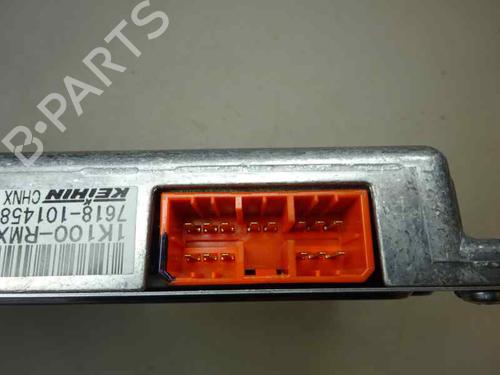 B-PARTS
KEIHIN
CHNX
7618-101458
1K100-RMX